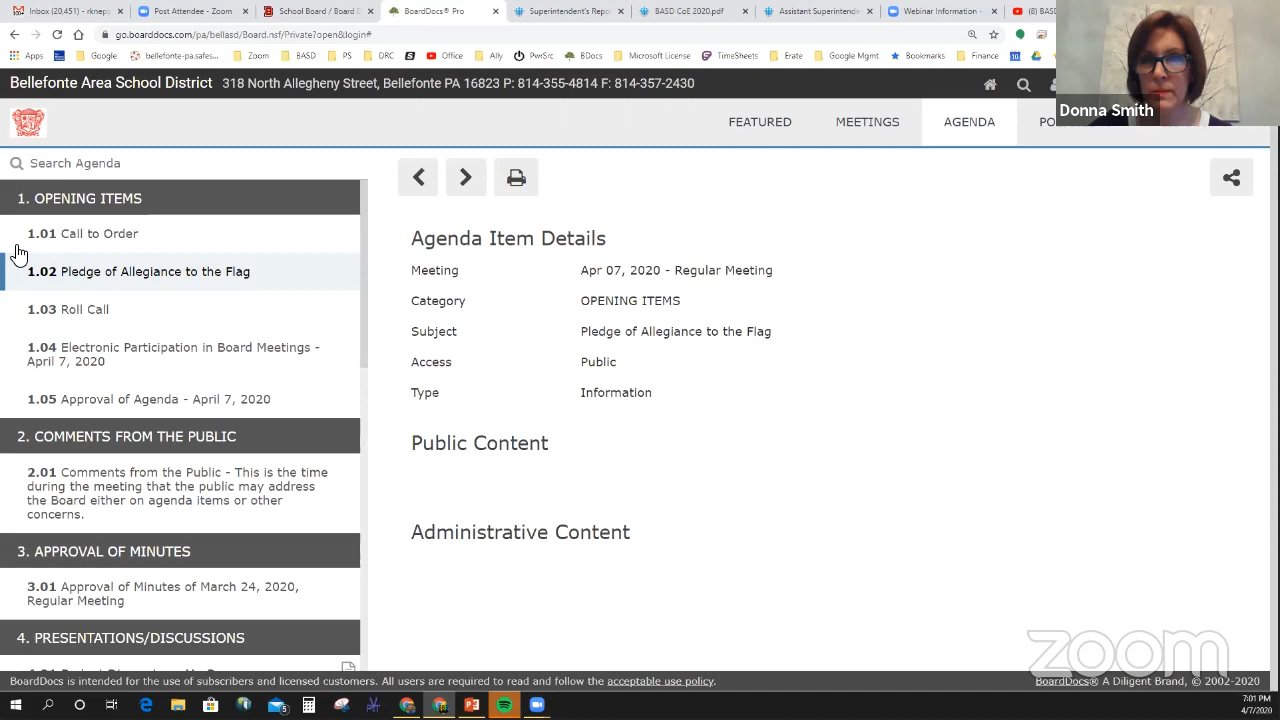 Inbox (20,451) - rknepp
Post Attendee - Zoom
School Board / Board D
BoardDocs® Pro
Superintendent's Repo
BASD CoE 2020.pdf
Assistant Superintende
Webinar Information -
(8) BASD
go.boarddocs.com/pa/bellasd/Board.nsf/Private?open&login#
Apps
Google
bellefonte-pa.safes...
Zoom
BASD
PS
DRC
Office
Ally
PwrSrc
BDocs
Microsoft License
TimeSheets
Erate
Google Mgmt
Bookmarks
Finance
Donna Smith
Bellefonte Area School District 318 North Allegheny Street, Bellefonte PA 16823 P: 814-355-4814 F: 814-357-2430
FEATURED MEETINGS AGENDA PO
Search Agenda
1. OPENING ITEMS
1.01 Call to Order
1.02 Pledge of Allegiance to the Flag
1.03 Roll Call
1.04 Electronic Participation in Board Meetings -
April 7, 2020
1.05 Approval of Agenda - April 7, 2020
2. COMMENTS FROM THE PUBLIC
2.01 Comments from the Public - This is the time
during the meeting that the public may address
the Board either on agenda items or other
concerns.
3. APPROVAL OF MINUTES
3.01 Approval of Minutes of March 24, 2020,
Regular Meeting
4. PRESENTATIONS/DISCUSSIONS
Agenda Item Details
Meeting Apr 07, 2020 - Regular Meeting
Category OPENING ITEMS
Subject Pledge of Allegiance to the Flag
Access Public
Type Information
Public Content
Administrative Content
zoom
BoardDocs is intended for the use of subscribers and licensed customers. All users are required to read and follow the acceptable use policy.
BoardDocs® A Diligent Brand, © 2002-2020
7:01 PM
4/7/2020